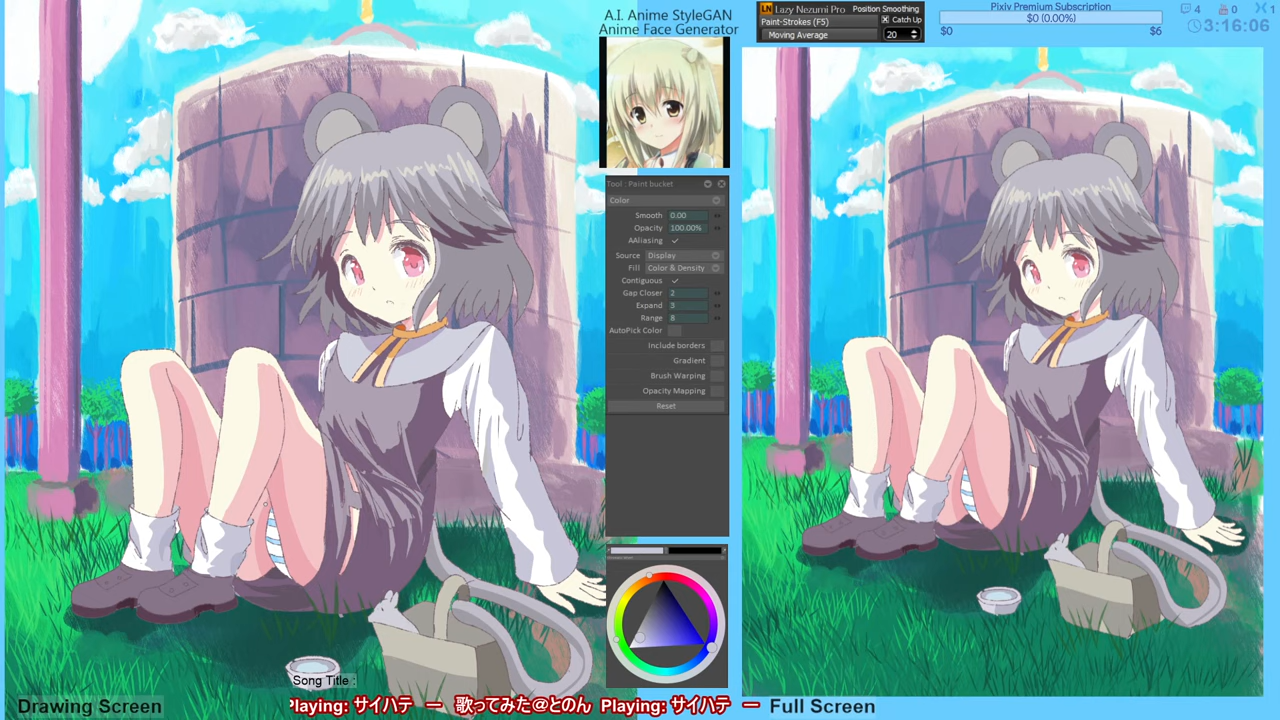 A.I. Anime StyleGAN
Anime Face Generator
LN Lazy Nezumi Pro
Position Smoothing
Paint-Strokes (F5)
Catch Up
Moving Average
20
Pixiv Premium Subscription
$0 (0.00%)
$0
$6
4
0
1
3:16:06
Tool : Paint bucket
Color
Smooth 0.00
Opacity 100.00%
AAliasing
Source Display
Fill Color & Density
Contiguous
Gap Closer 2
Expand 3
Range 8
AutoPick Color
Include borders
Gradient
Brush Warping
Opacity Mapping
Reset
Song Title :
Playing: サイハテ ー 歌ってみた@とのん Playing: サイハテ ー
Drawing Screen
Full Screen